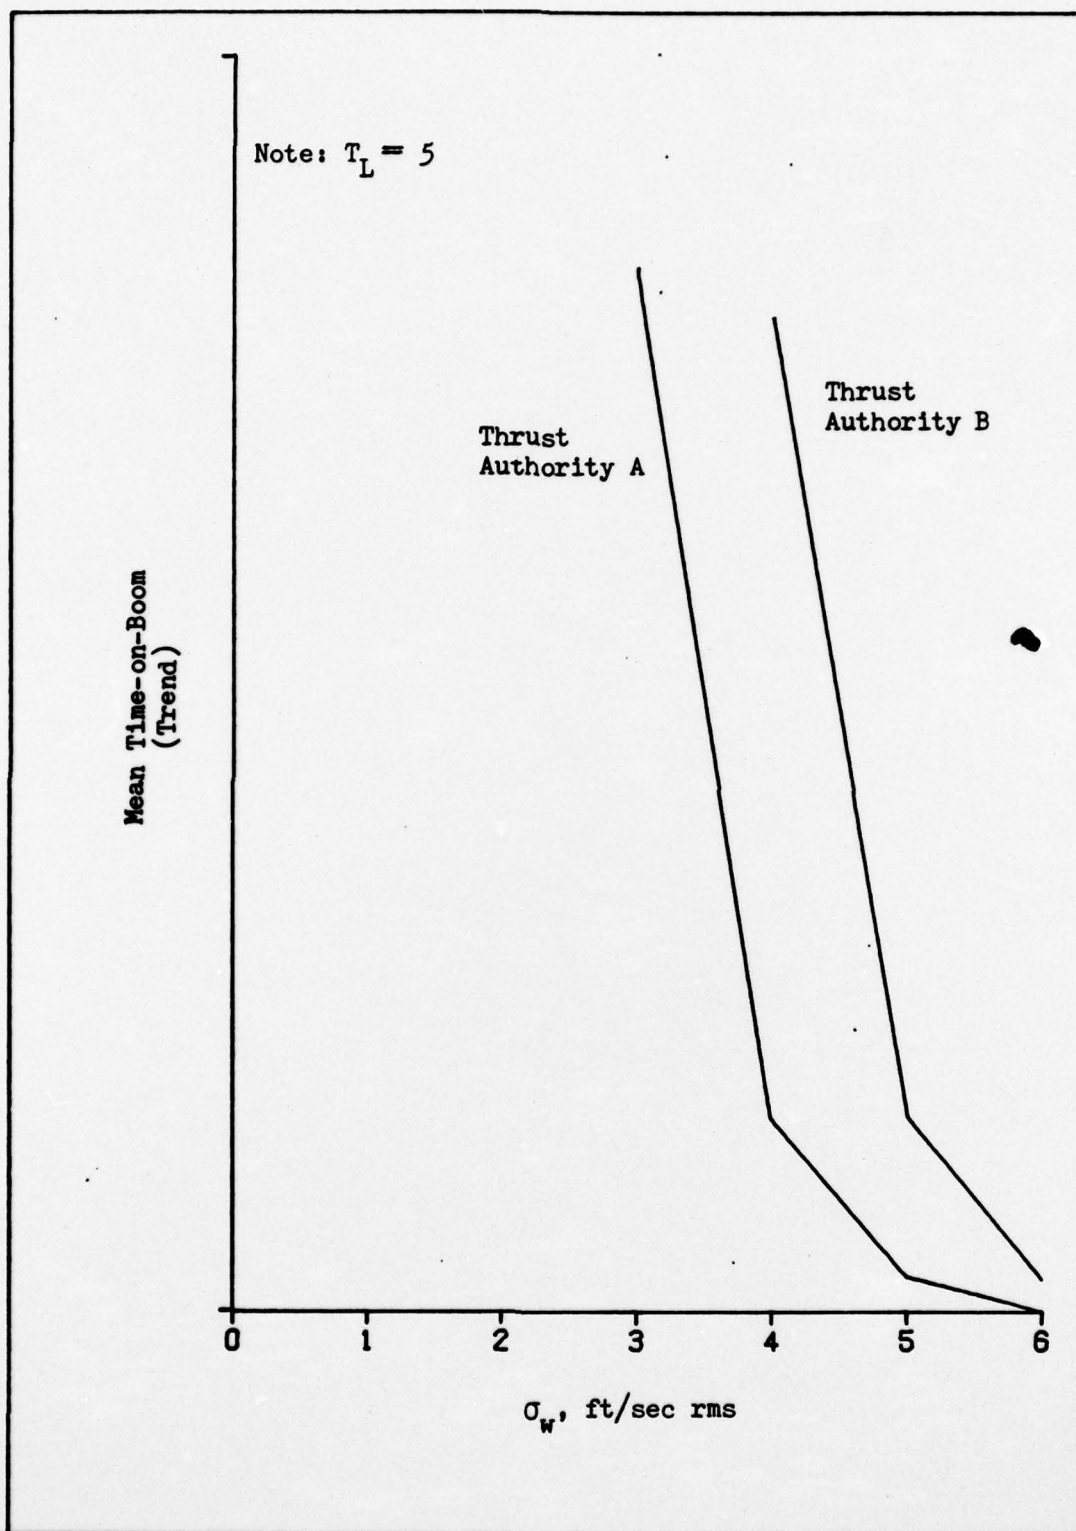 Note: T_L = 5
Thrust
Authority B
Thrust
Authority A
Mean Time-on-Boom
(Trend)
0 1 2 3 4 5 6
σ_w, ft/sec rms